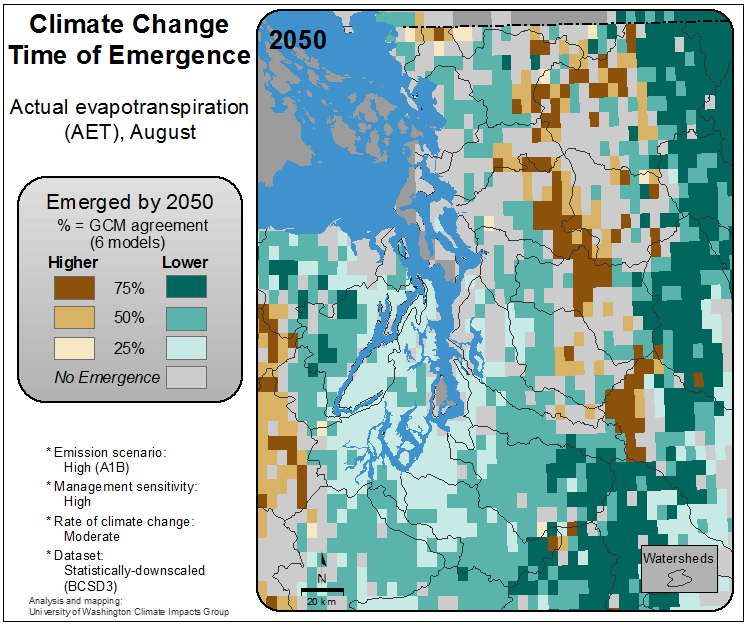 Climate Change
Time of Emergence
Actual evapotranspiration
(AET), August
Emerged by 2050
% = GCM agreement
(6 models)
Higher Lower
75%
50%
25%
No Emergence
* Emission scenario:
High (A1B)
* Management sensitivity:
High
* Rate of climate change:
Moderate
* Dataset:
Statistically-downscaled
(BCSD3)
Analysis and mapping:
University of Washington Climate Impacts Group
2050
N
20 km
Watersheds